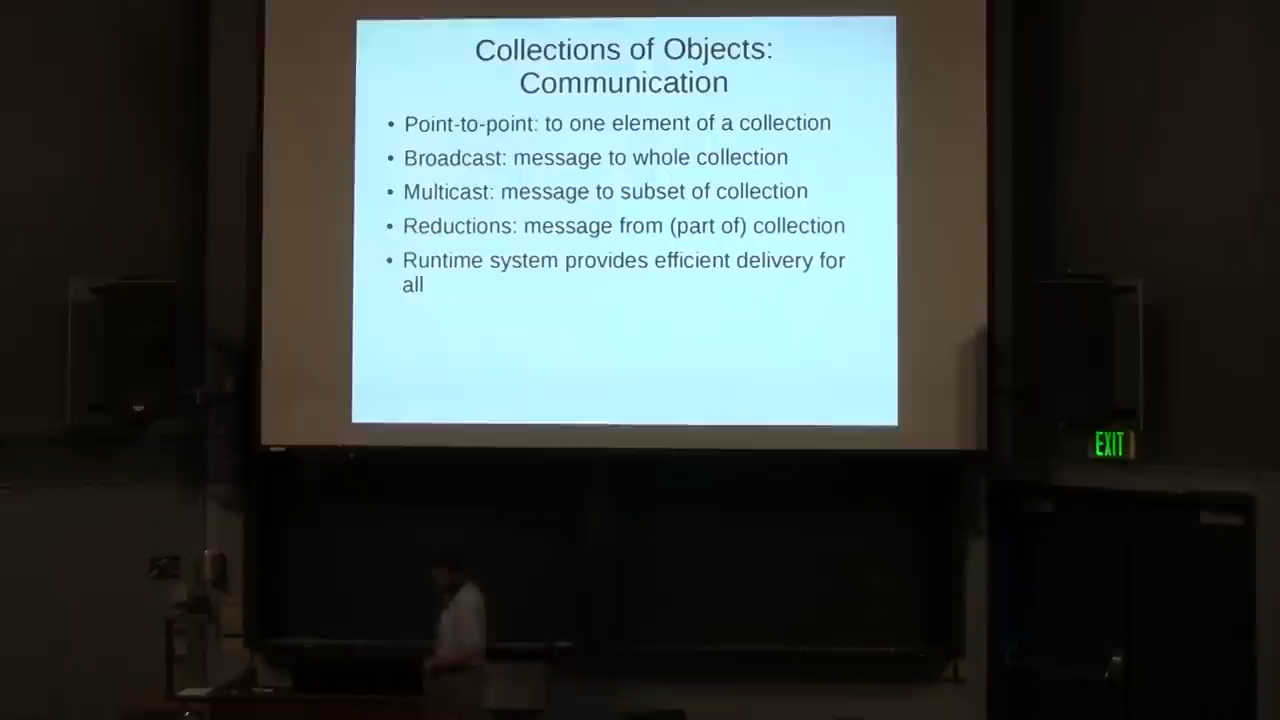 Collections of Objects:
Communication
• Point-to-point: to one element of a collection
• Broadcast: message to whole collection
• Multicast: message to subset of collection
• Reductions: message from (part of) collection
• Runtime system provides efficient delivery for
all
EXIT